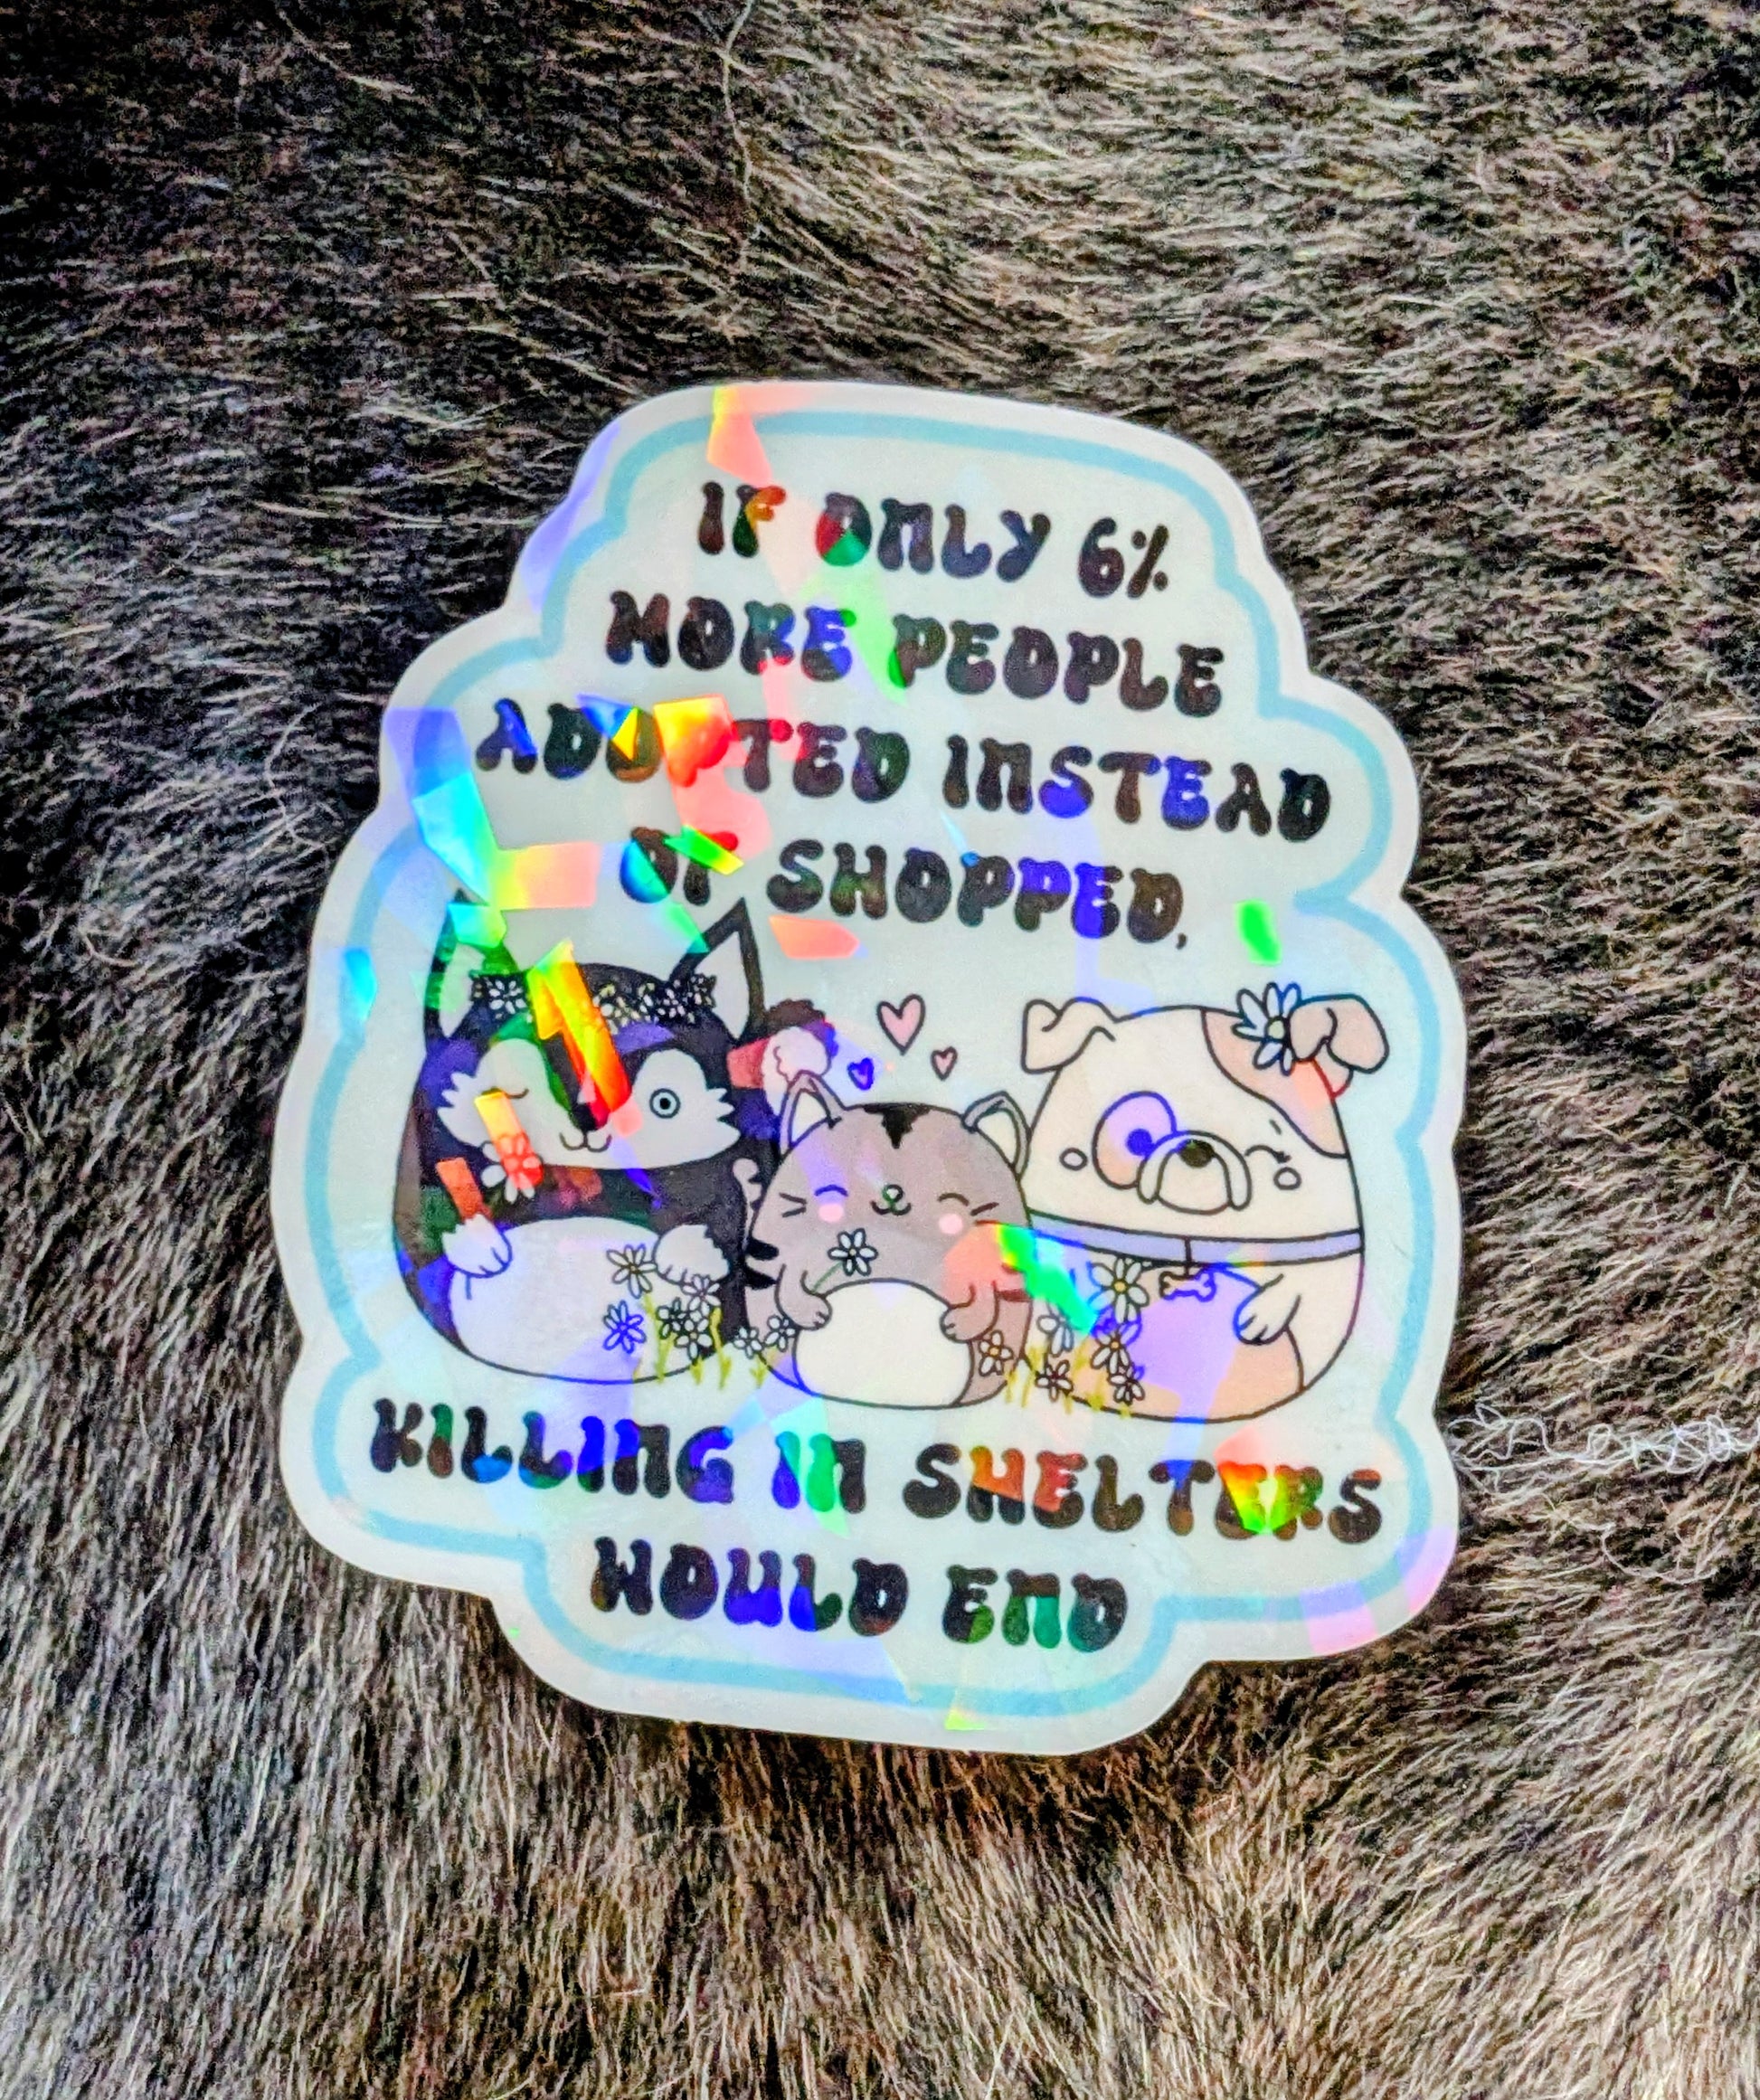 IF ONLY 6%
MORE PEOPLE
ADOPTED INSTEAD
OF SHOPPED,
KILLING IN SHELTERS
WOULD END